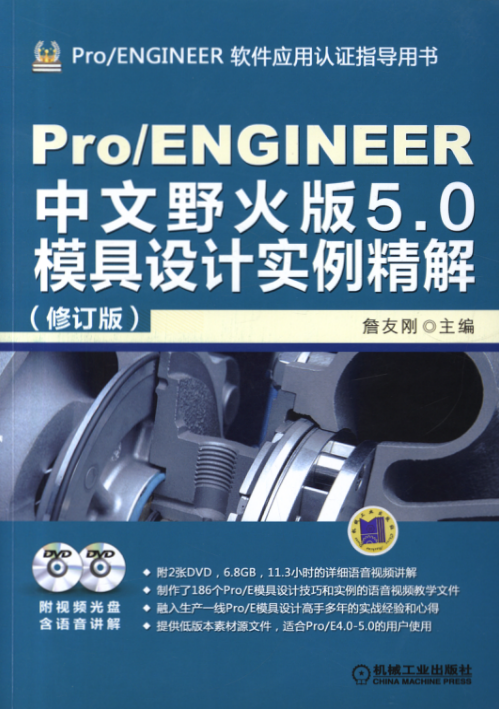 Pro/ENGINEER 软件应用认证指导用书
Pro/ENGINEER
中文野火版5.0
模具设计实例精解
(修订版)
詹友刚◎主编
DVD DVD
附视频光盘
含语音讲解
◆ 附2张DVD，6.8GB，11.3小时的详细语音视频讲解
◆ 制作了186个Pro/E模具设计技巧和实例的语音视频教学文件
◆ 融入生产一线Pro/E模具设计高手多年的实战经验和心得
◆ 提供低版本素材源文件，适合Pro/E4.0-5.0的用户使用
机械工业出版社
CHINA MACHINE PRESS